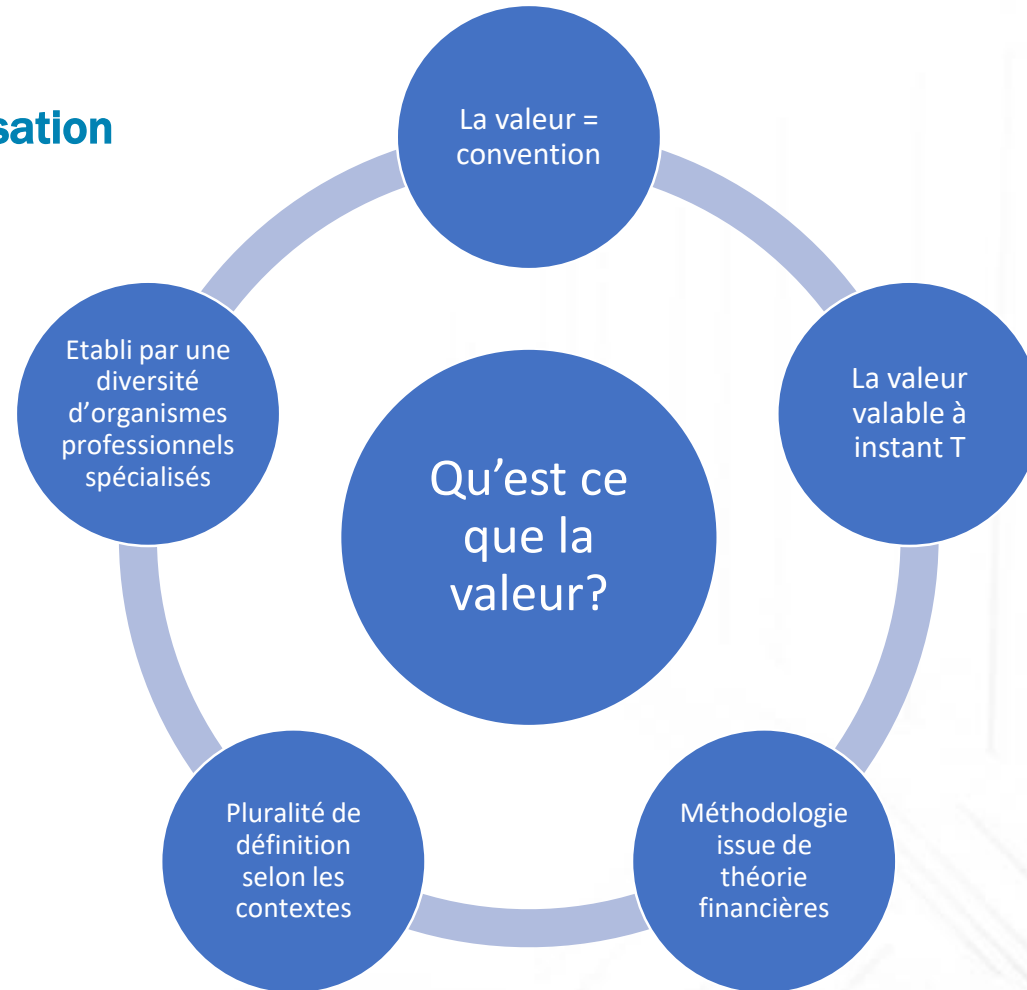 sation
La valeur =
convention
La valeur
valable à
instant T
Méthodologie
issue de
théorie
financières
Pluralité de
définition
selon les
contextes
Etabli par une
diversité
d’organismes
professionnels
spécialisés
Qu’est ce
que la
valeur?